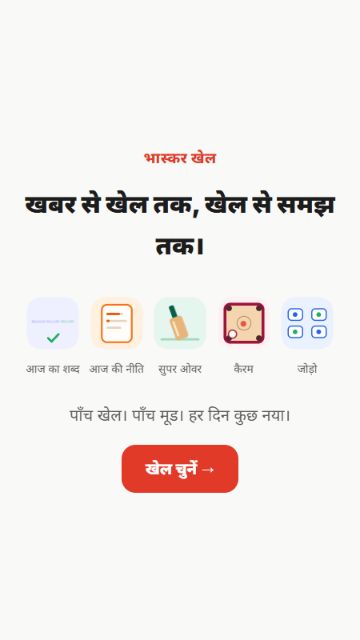 भास्कर खेल
खबर से खेल तक, खेल से समझ
तक।
आज का शब्द आज की नीति सुपर ओवर कैरम जोड़ो
पाँच खेल। पाँच मूड। हर दिन कुछ नया।
खेल चुनें →